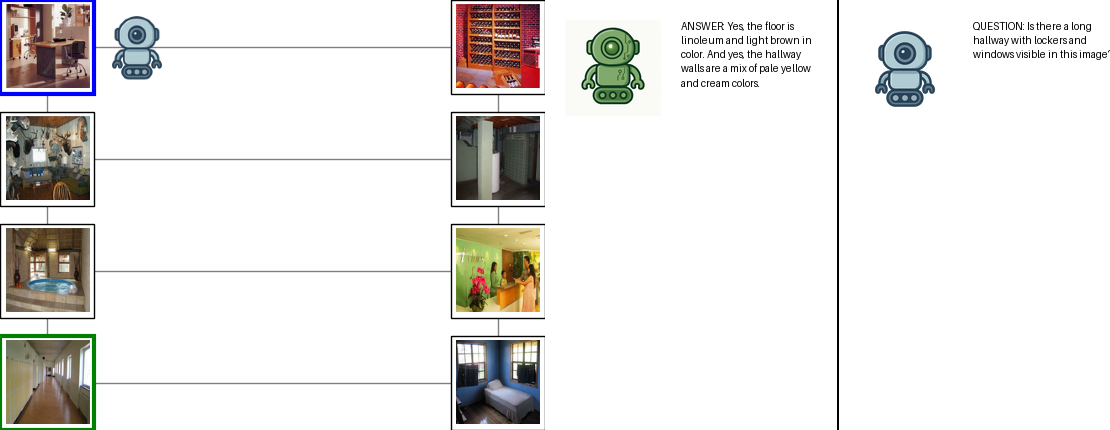 ANSWER: Yes, the floor is
linoleum and light brown in
color. And yes, the hallway
walls are a mix of pale yellow
and cream colors.
QUESTION: Is there a long
hallway with lockers and
windows visible in this image?